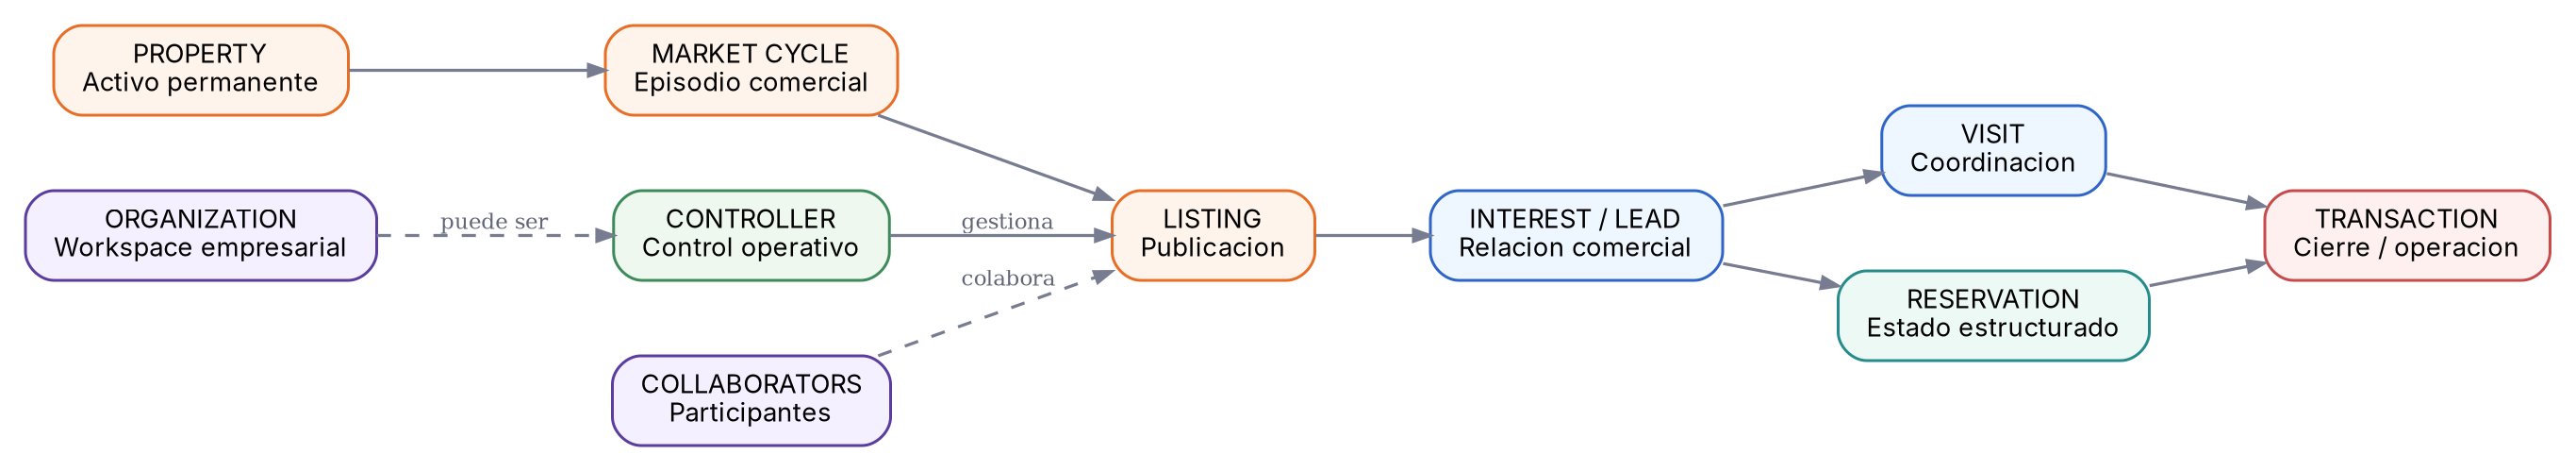 PROPERTY
Activo permanente
MARKET CYCLE
Episodio comercial
ORGANIZATION
Workspace empresarial
puede ser
CONTROLLER
Control operativo
gestiona
colabora
COLLABORATORS
Participantes
LISTING
Publicacion
INTEREST / LEAD
Relacion comercial
VISIT
Coordinacion
RESERVATION
Estado estructurado
TRANSACTION
Cierre / operacion